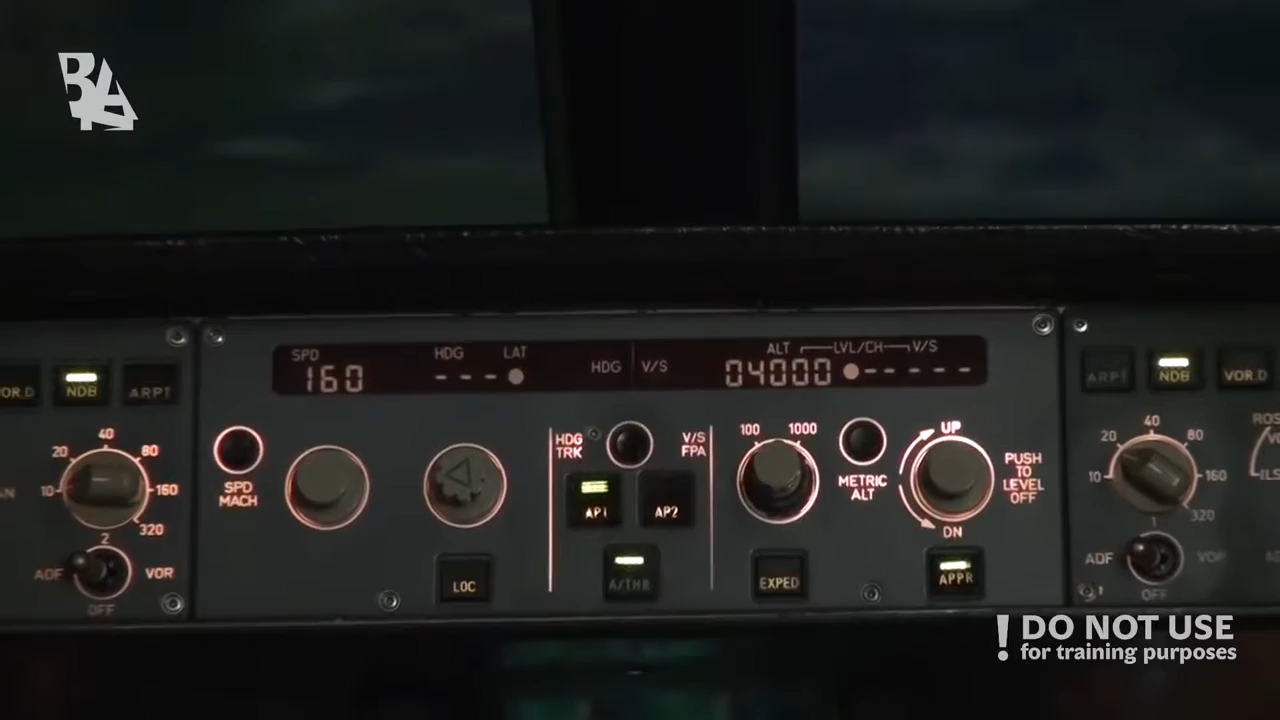 BAA
SPD
160
HDG
LAT
- - -
HDG
V/S
ALT
LVL/CH
V/S
04000
- - - - -
VOR.D
NDB
ARPT
10
20
40
80
160
320
2
ADF
VOR
OFF
SPD
MACH
LOC
HDG
TRK
V/S
FPA
AP1
AP2
A/THR
100
1000
METRIC
ALT
EXPED
UP
DN
PUSH
TO
LEVEL
OFF
APPR
ARPT
NDB
VOR.D
10
20
40
80
160
320
1
ADF
VOR
OFF
! DO NOT USE
for training purposes